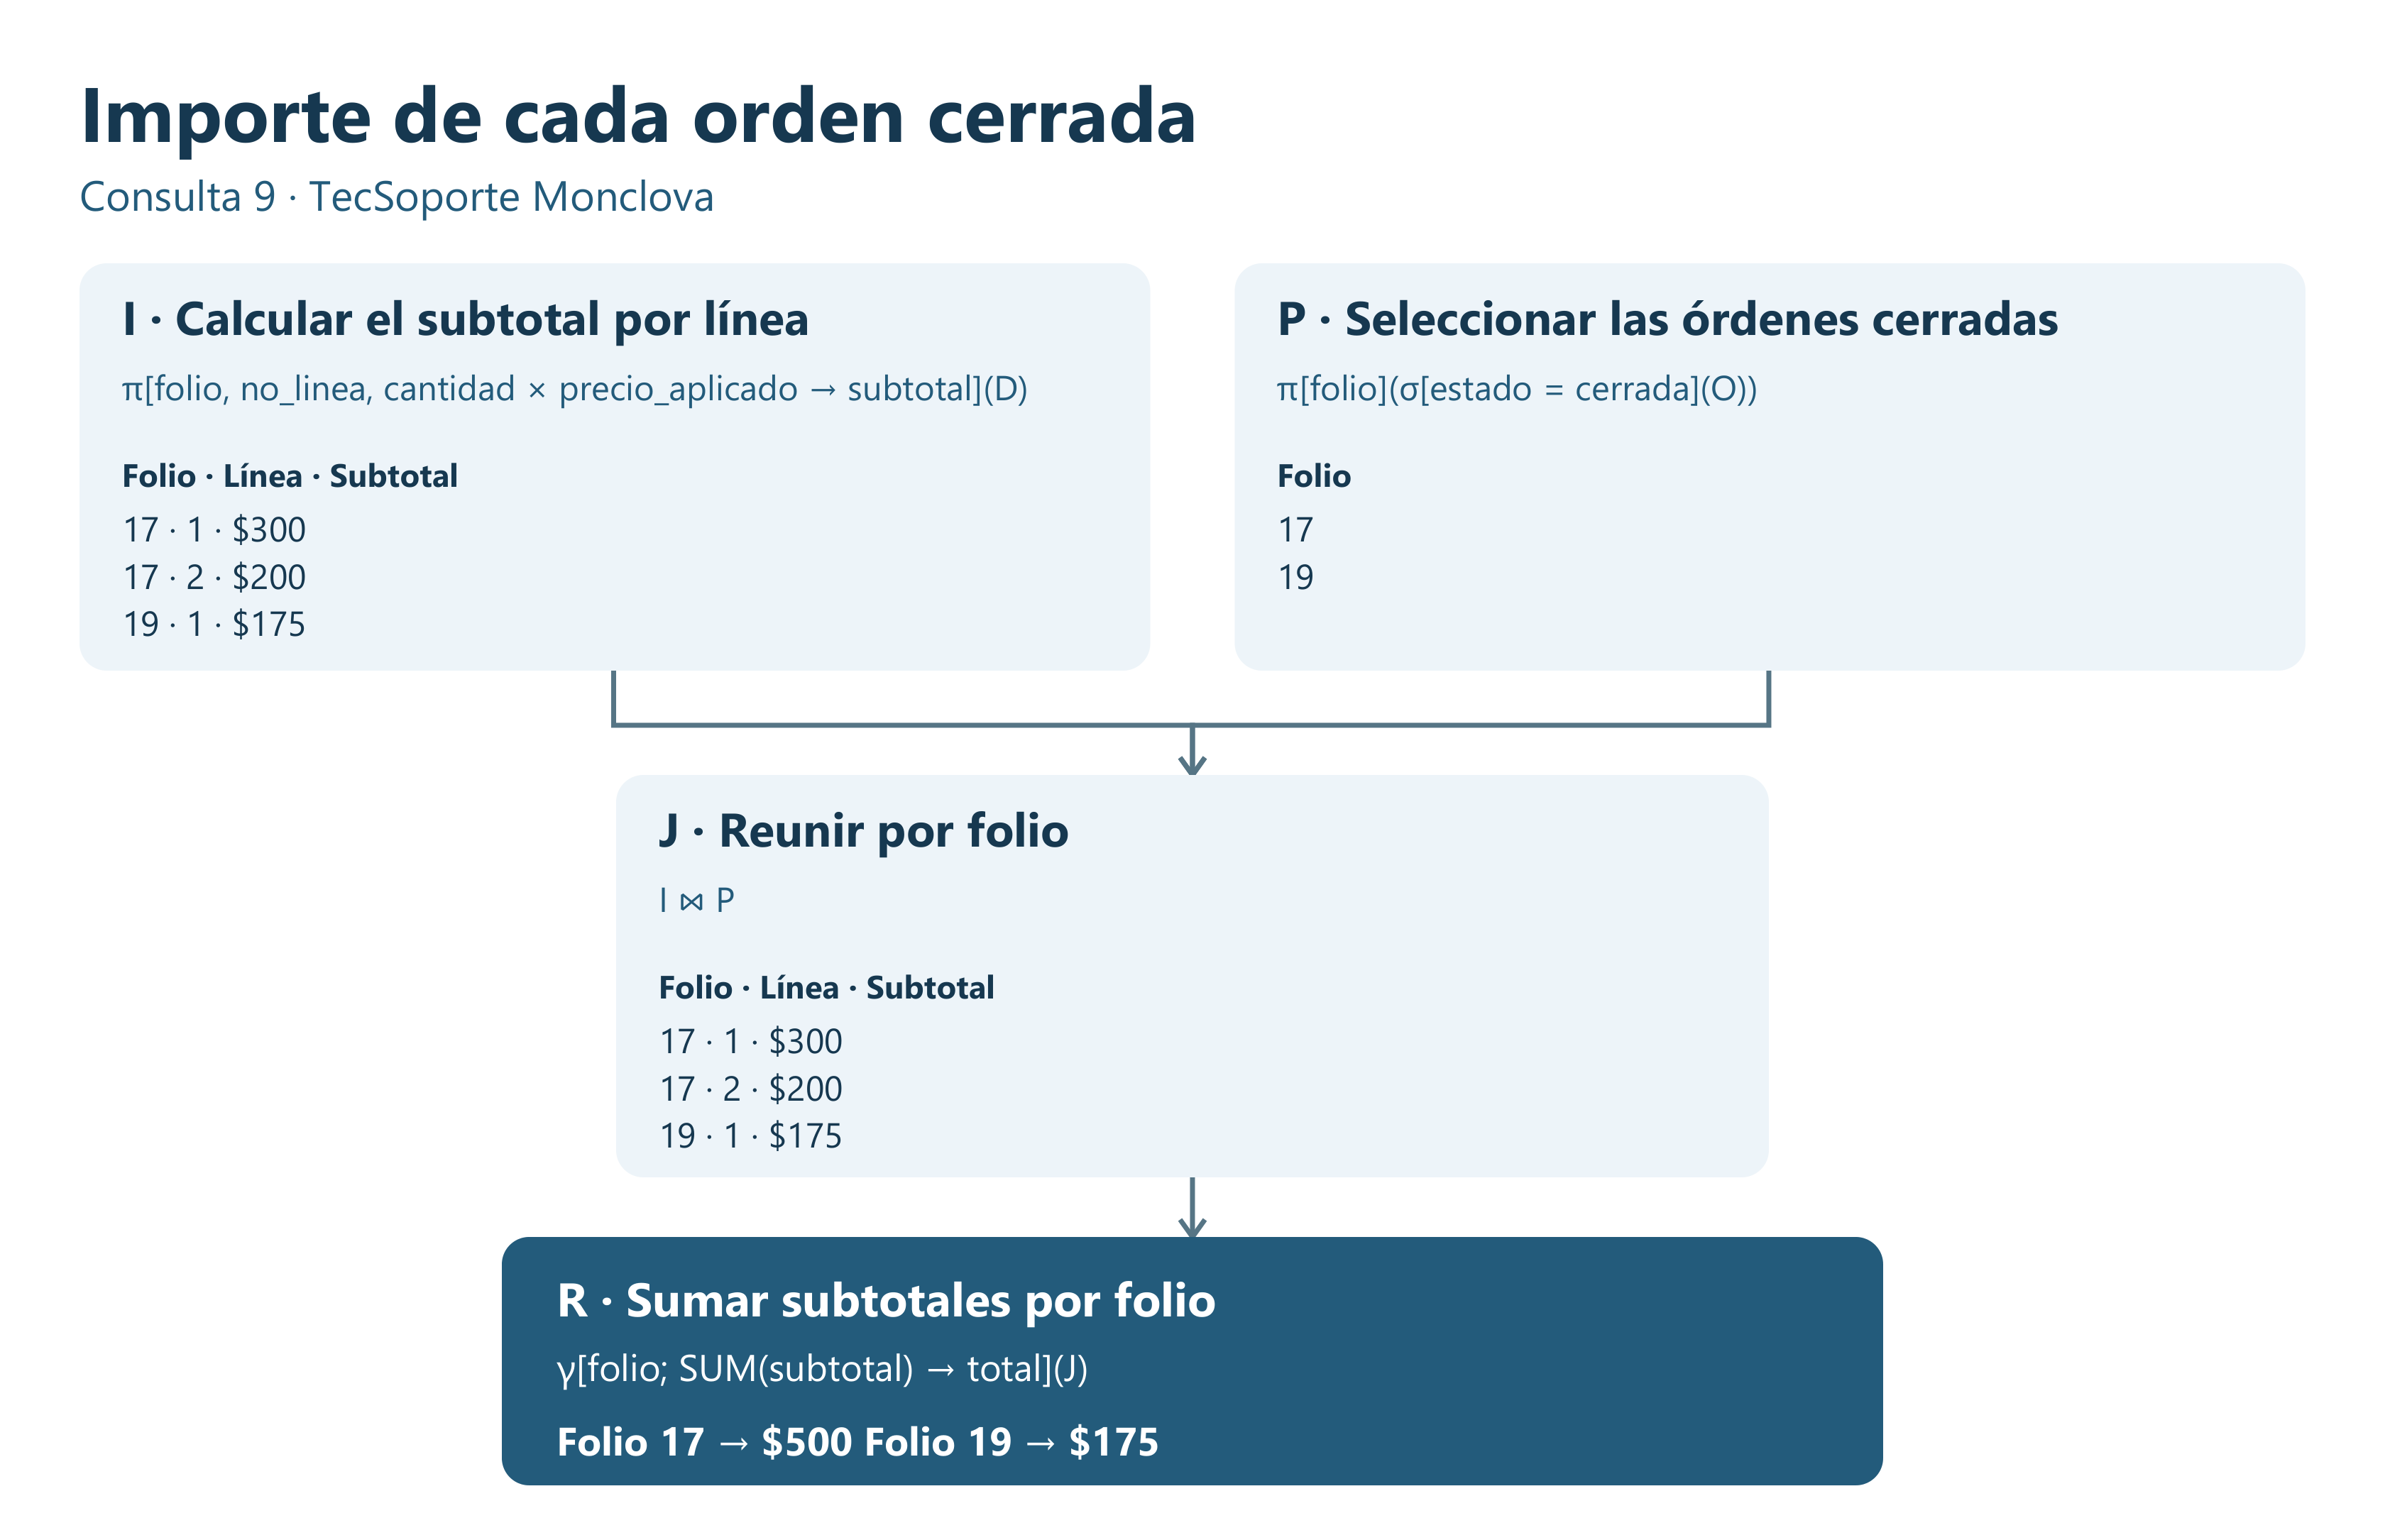 Importe de cada orden cerrada
Consulta 9 · TecSoporte Monclova
I · Calcular el subtotal por línea
π[folio, no_linea, cantidad × precio_aplicado → subtotal](D)
Folio · Línea · Subtotal
17 · 1 · $300
17 · 2 · $200
19 · 1 · $175
P · Seleccionar las órdenes cerradas
π[folio](σ[estado = cerrada](O))
Folio
17
19
J · Reunir por folio
I ⋈ P
Folio · Línea · Subtotal
17 · 1 · $300
17 · 2 · $200
19 · 1 · $175
R · Sumar subtotales por folio
γ[folio; SUM(subtotal) → total](J)
Folio 17 → $500 Folio 19 → $175